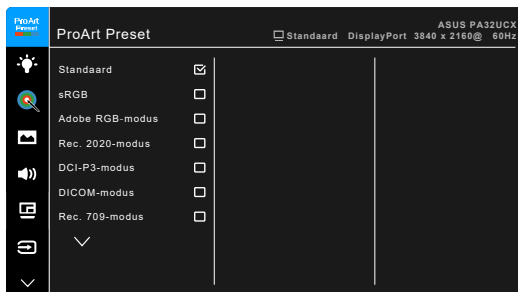 ProArt
Preset
ProArt Preset
ASUS PA32UCX
Standaard DisplayPort 3840 x 2160@ 60Hz
Standaard
sRGB
Adobe RGB-modus
Rec. 2020-modus
DCI-P3-modus
DICOM-modus
Rec. 709-modus